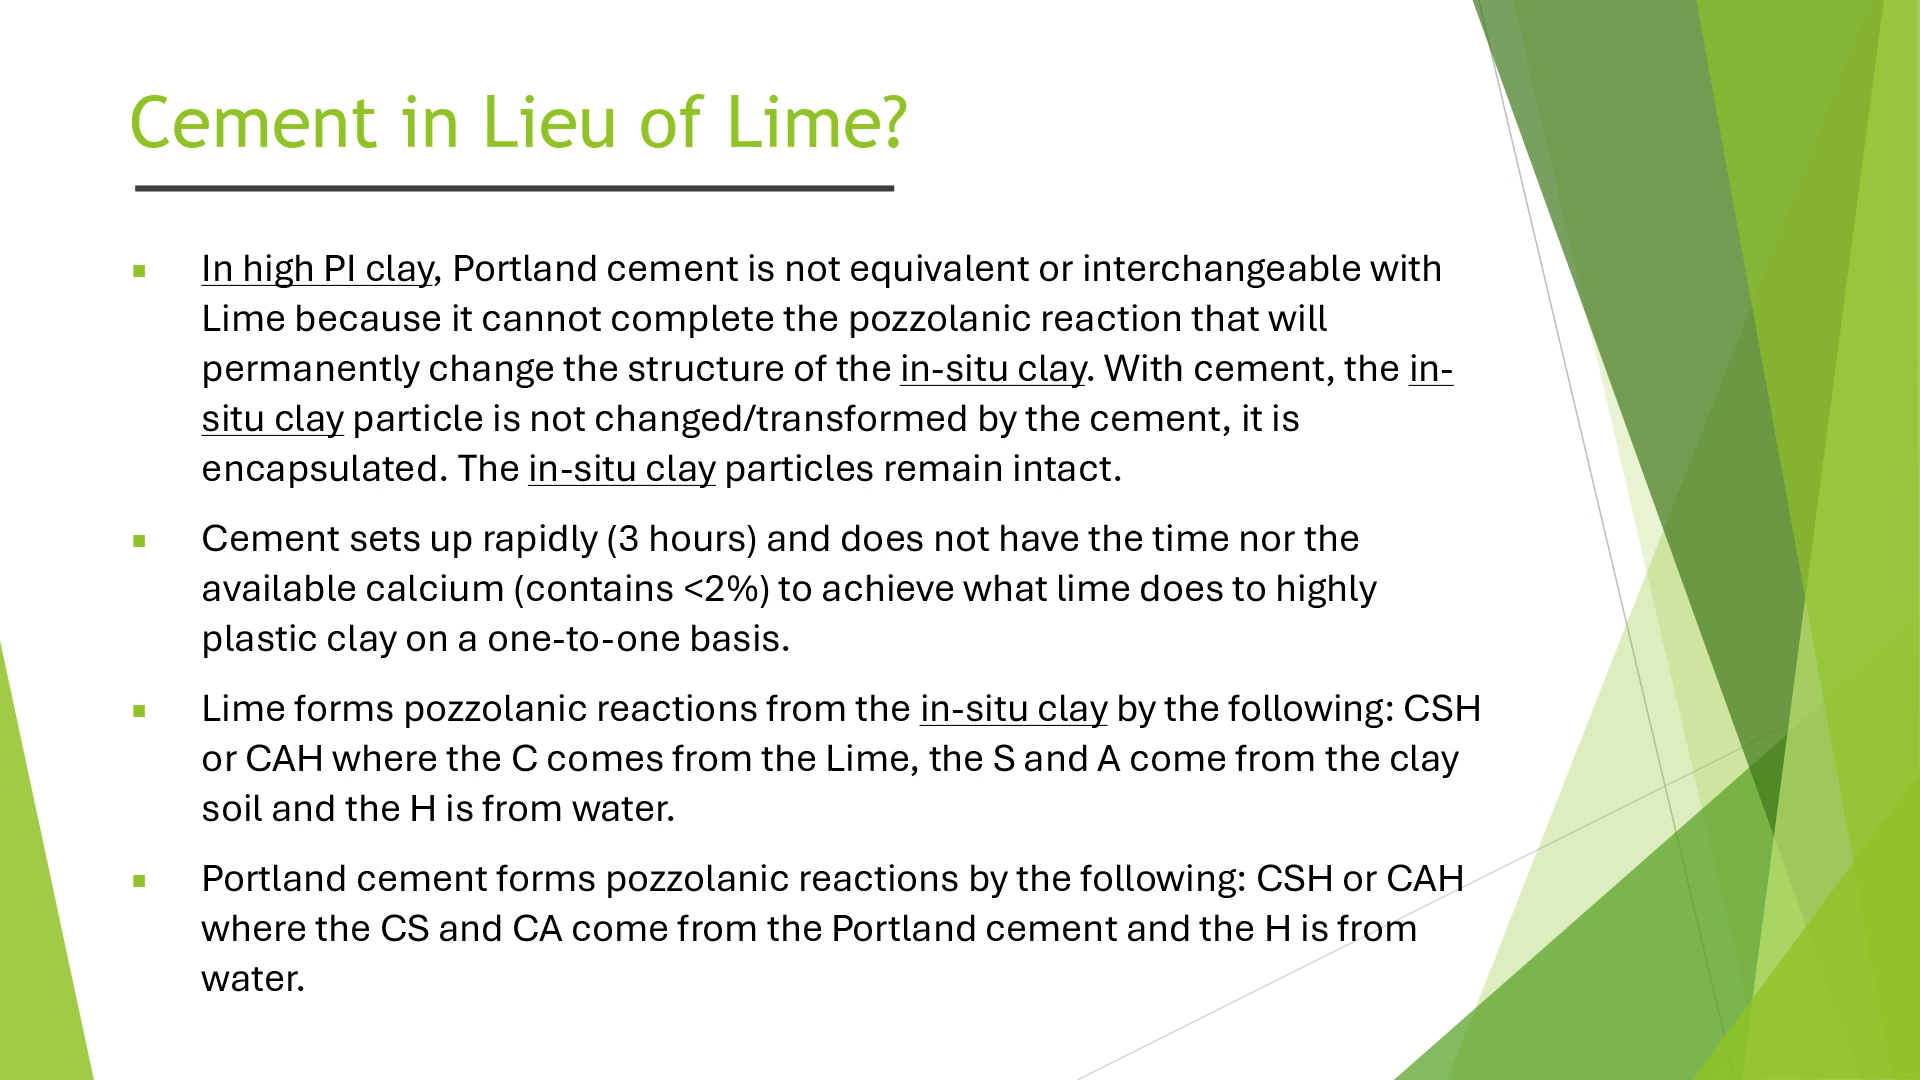 Cement in Lieu of Lime?
In high PI clay, Portland cement is not equivalent or interchangeable with
Lime because it cannot complete the pozzolanic reaction that will
permanently change the structure of the in-situ clay. With cement, the in-
situ clay particle is not changed/transformed by the cement, it is
encapsulated. The in-situ clay particles remain intact.
Cement sets up rapidly (3 hours) and does not have the time nor the
available calcium (contains <2%) to achieve what lime does to highly
plastic clay on a one-to-one basis.
Lime forms pozzolanic reactions from the in-situ clay by the following: CSH
or CAH where the C comes from the Lime, the S and A come from the clay
soil and the H is from water.
Portland cement forms pozzolanic reactions by the following: CSH or CAH
where the CS and CA come from the Portland cement and the H is from
water.